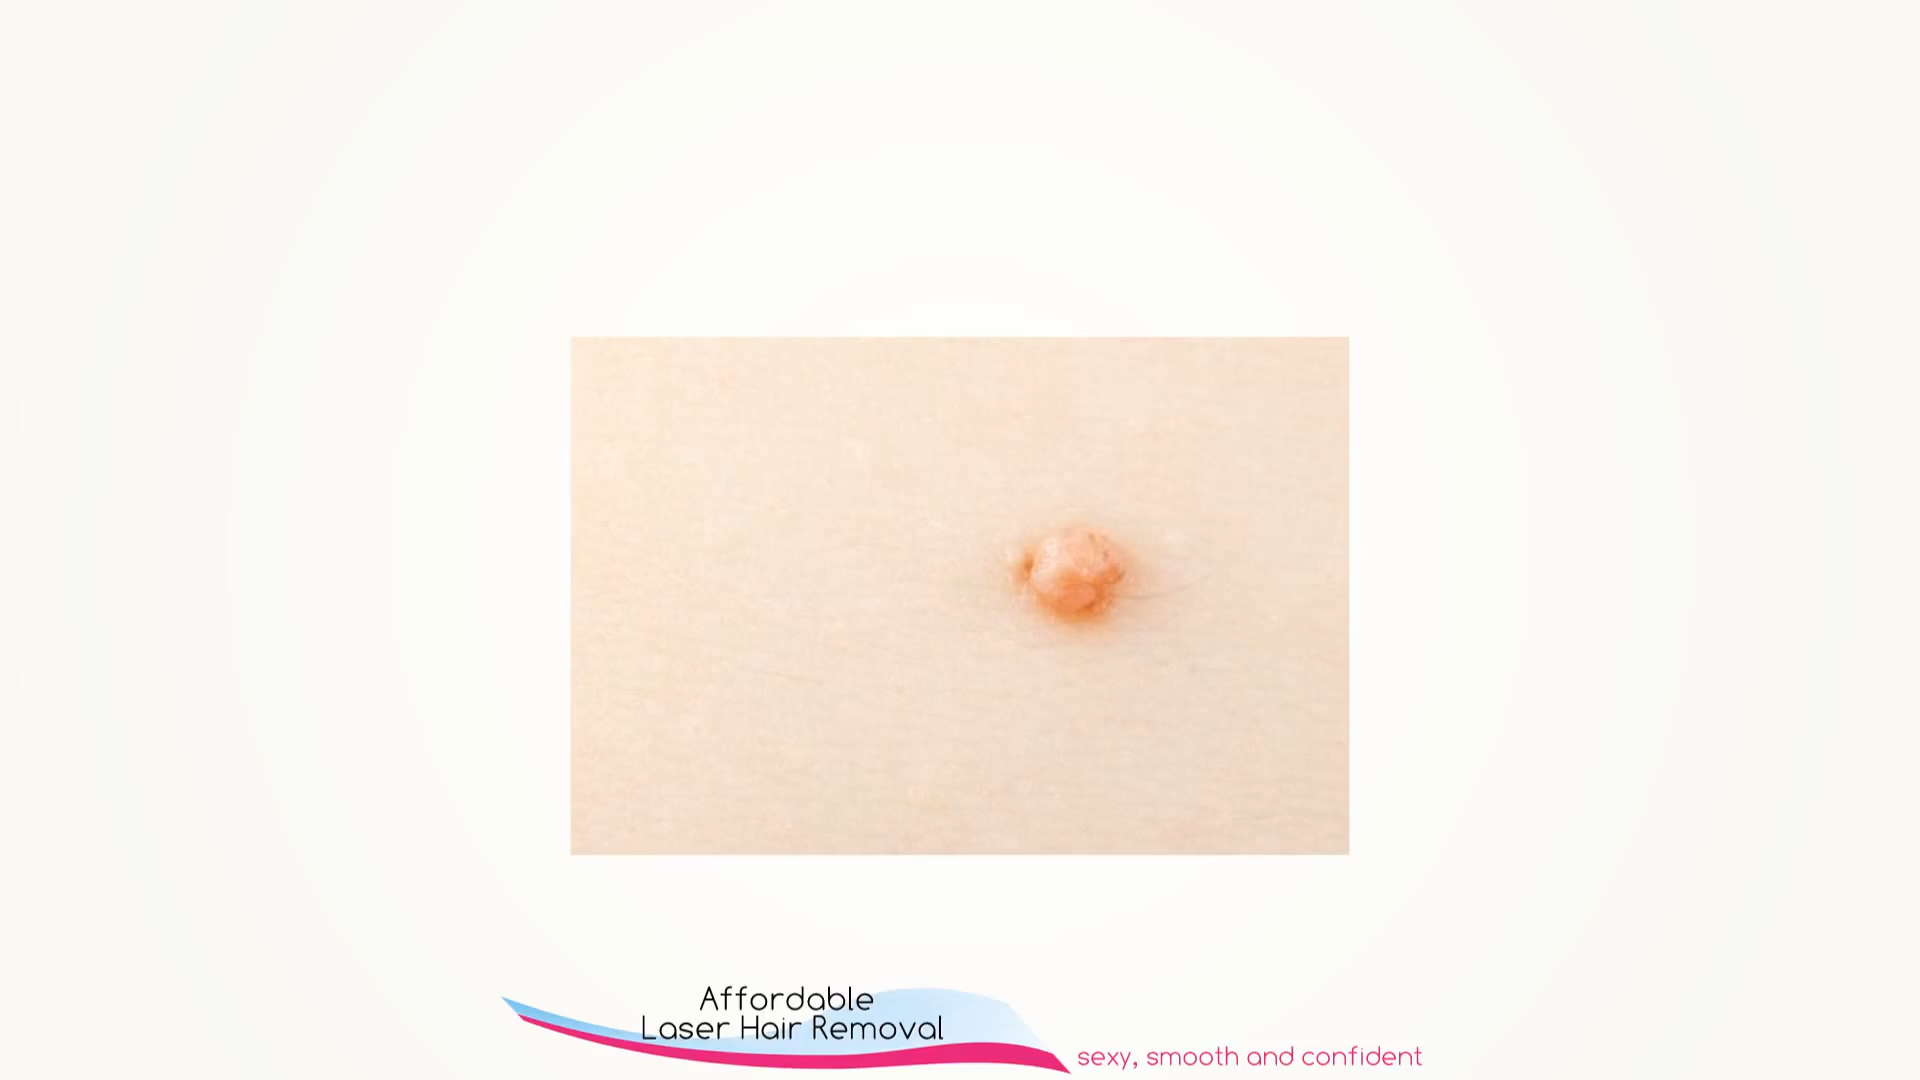 Affordable
Laser Hair Removal
sexy, smooth and confident